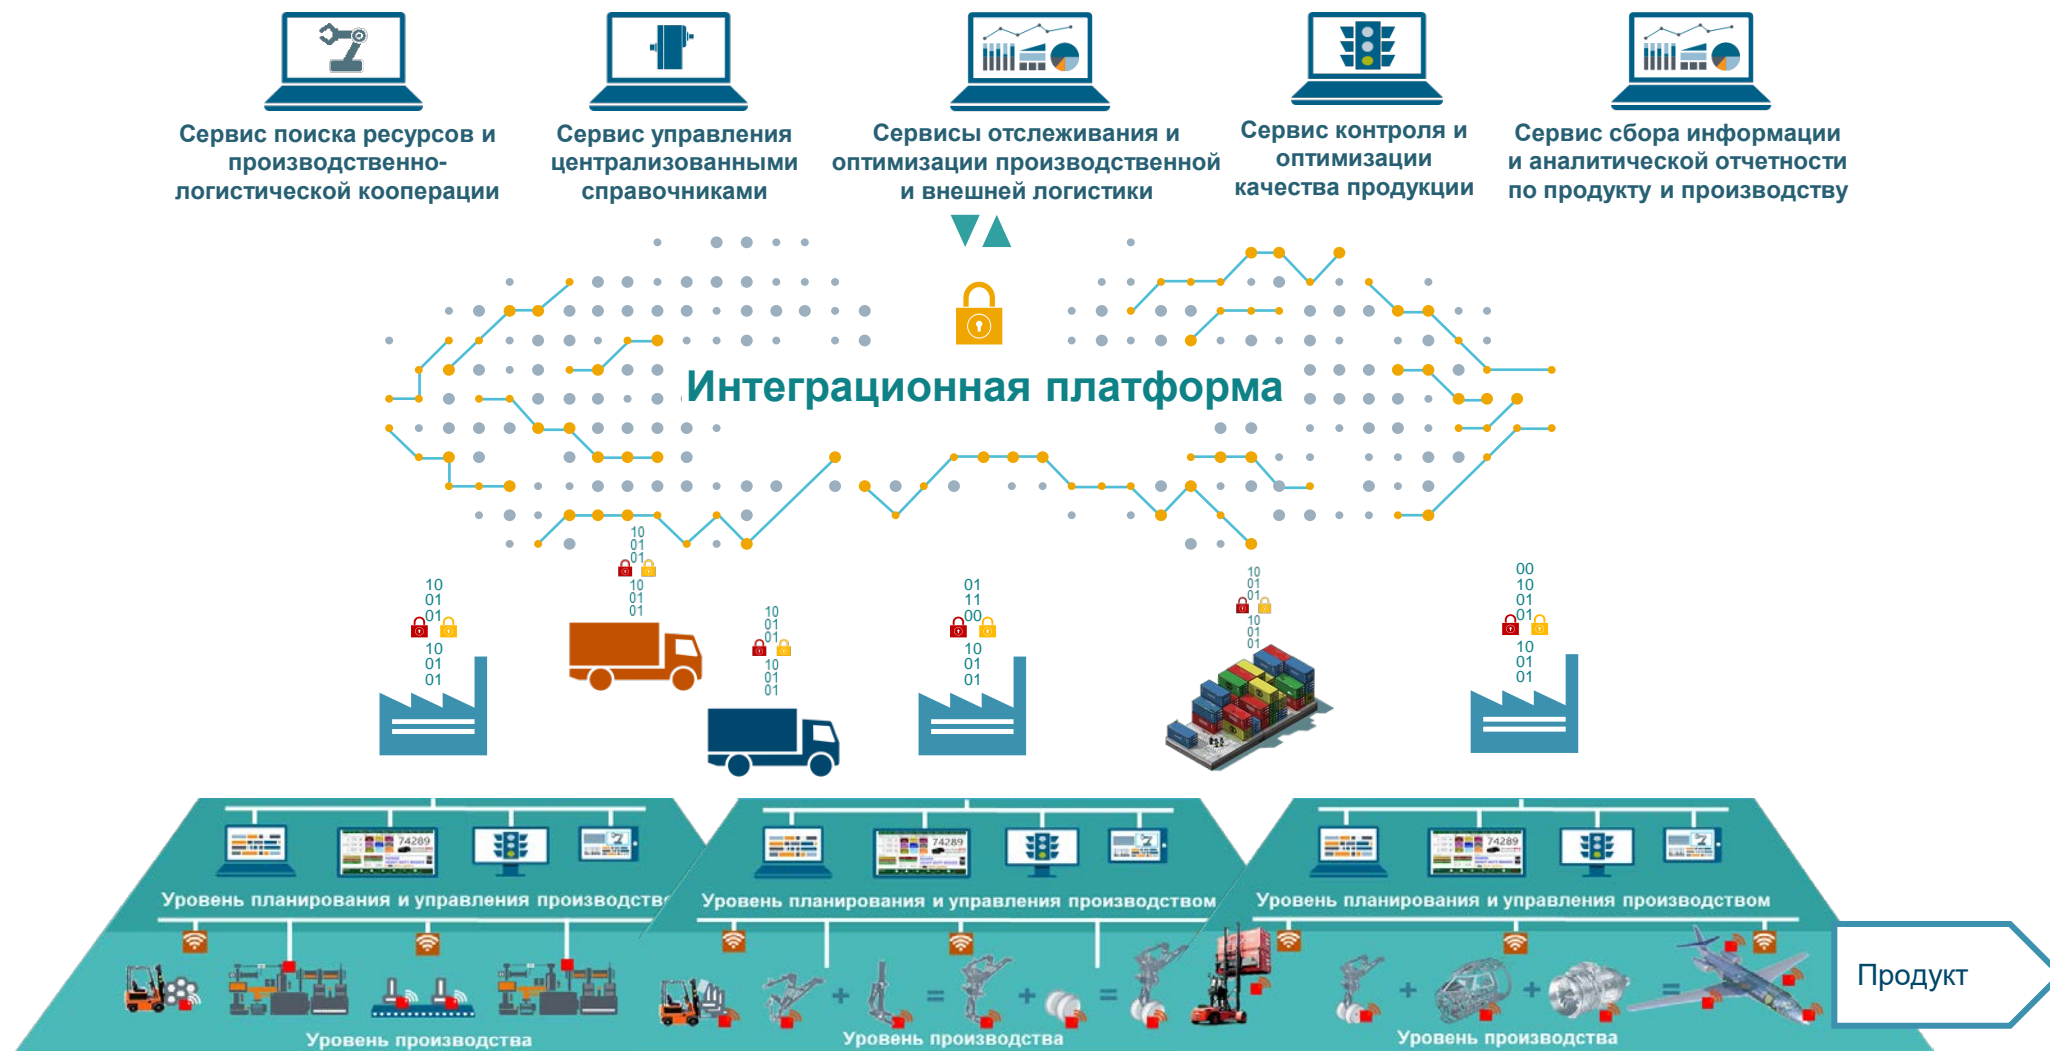 Сервис поиска ресурсов и
производственно-
логистической кооперации
Сервис управления
централизованными
справочниками
Сервисы отслеживания и
оптимизации производственной
и внешней логистики
Сервис контроля и
оптимизации
качества продукции
Сервис сбора информации
и аналитической отчетности
по продукту и производству
Интеграционная платформа
10
01
01
10
01
01
10
01
01
10
01
01
10
01
01
10
01
01
01
11
00
10
01
01
10
01
01
10
01
01
00
10
01
01
10
01
01
74289
Уровень планирования и управления производство
Уровень производства
74289
Уровень планирования и управления производством
Уровень производства
74289
Уровень планирования и управления производством
Уровень производства
Продукт